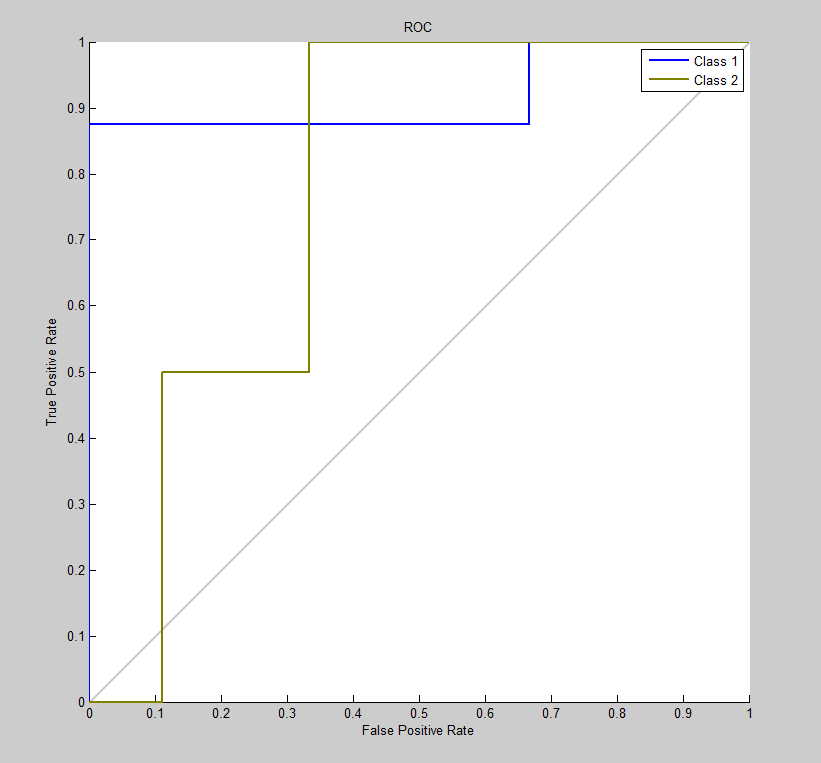 ROC
Class 1
Class 2
1
0.9
0.8
0.7
0.6
0.5
0.4
0.3
0.2
0.1
0
True Positive Rate
0 0.1 0.2 0.3 0.4 0.5 0.6 0.7 0.8 0.9 1
False Positive Rate